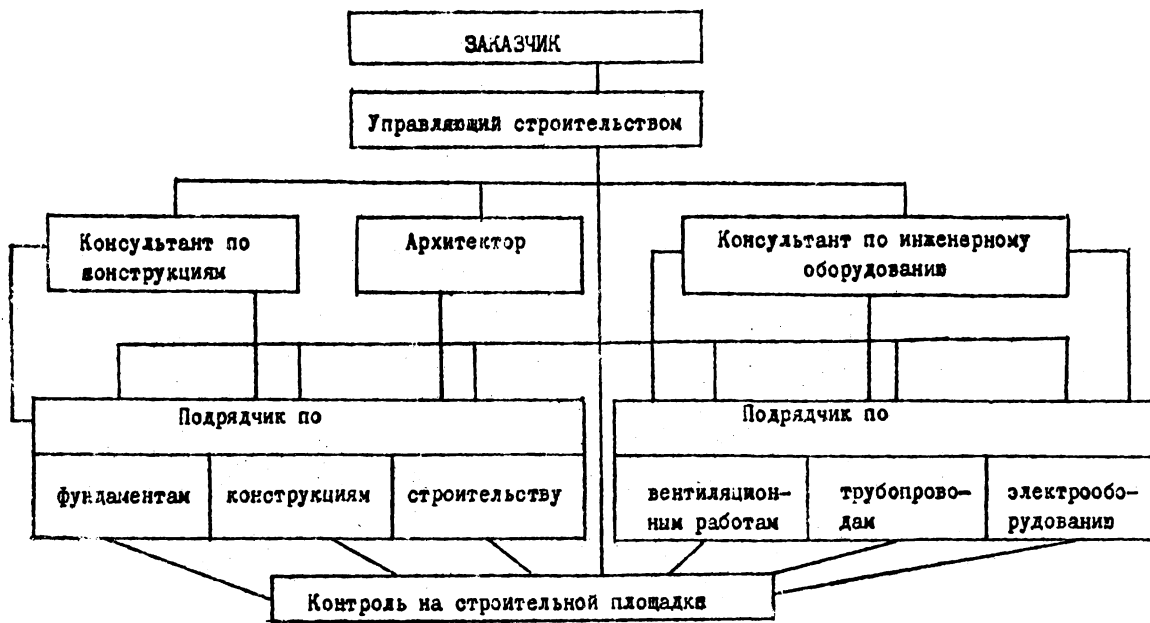 ЗАКАЗЧИК
Управляющий строительством
Консультант по
конструкциям
Архитектор
Консультант по инженерному
оборудованию
Подрядчик по
фундаментам
конструкциям
строительству
Подрядчик по
вентиляцион-
ным работам
трубопрово-
дам
электрообо-
рудованию
Контроль на строительной площадке